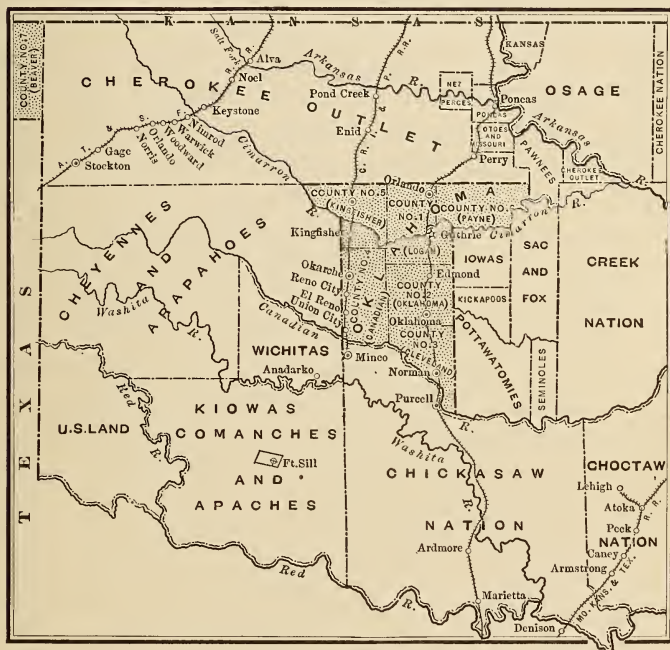 KANSAS
COUNTY NO. 7
(BEAVER)
CHEROKEE OUTLET
Salt Fork
Alva
R. R.
Noel
Arkansas R.
Pond Creek
C. R. I. & P. R.R.
KANSAS
NEZ
PERCES
Poncas
PONCAS
OTOES
AND
MISSOURI
OSAGE
CHEROKEE NATION
Arkansas
R.
Keystone
Nimrod
Warwick
Woodward
Orlando
Norris
Gage
Stockton
A. T. & S. F.
Cimarron
R.
Enid
Perry
PAWNEES
CHEROKEE
OUTLET
Orlando
COUNTY NO. 5
(KINGFISHER)
COUNTY
NO. 1
COUNTY NO.
(PAYNE)
OKLAHOMA
Kingfisher
Guthrie
Cimarron R.
(LOGAN)
CHEYENNES
AND
ARAPAHOES
Washita
R.
Okarche
Reno City
El Reno
Union City
Canadian
COUNTY NO. 4
(CANADIAN)
Edmond
COUNTY
NO. 2
(OKLAHOMA)
Oklahoma
COUNTY
NO. 3
(CLEVELAND)
IOWAS
KICKAPOOS
SAC
AND
FOX
CREEK
NATION
POTTAWATOMIES
SEMINOLES
WICHITAS
Anadarko
Minco
Norman
Purcell
R.
TEXAS
U.S. LAND
Red
R.
KIOWAS
COMANCHES
Ft. Sill
AND
APACHES
Washita
R.
CHICKASAW
NATION
CHOCTAW
NATION
Lehigh
Atoka
Peck
Caney
Armstrong
MO. KANS. & TEX.
R. R.
Ardmore
Marietta
Denison
Red
R.